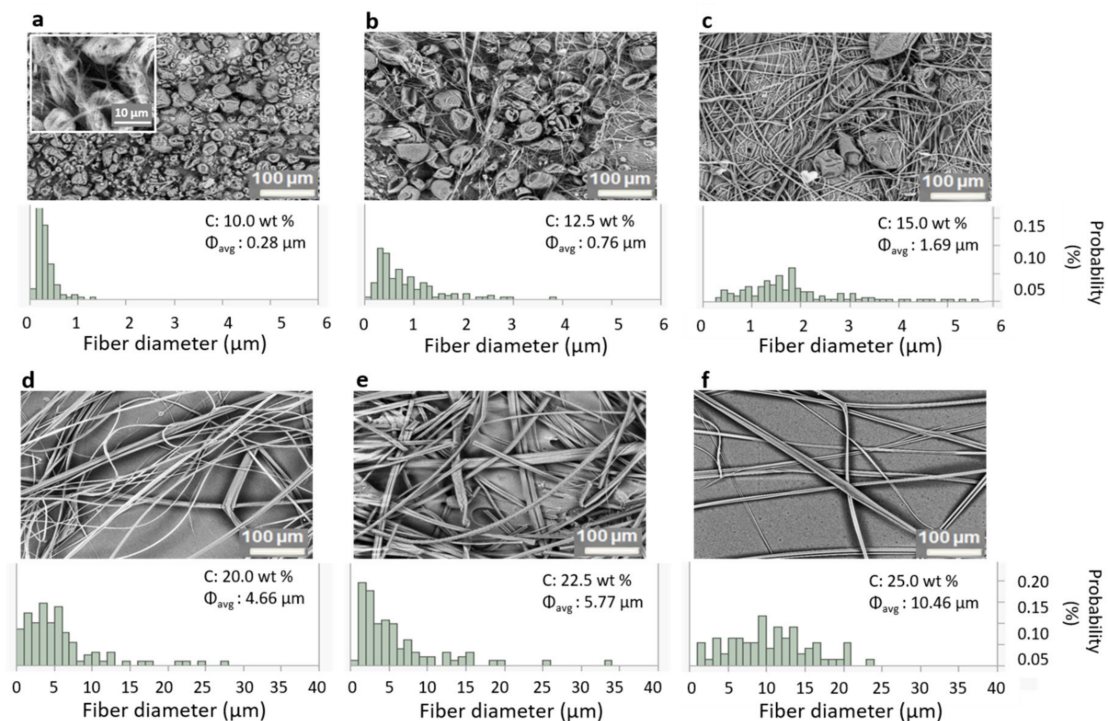 a
10 µm
100 µm
C: 10.0 wt %
Φavg : 0.28 µm
0 1 2 3 4 5 6
Fiber diameter (µm)
b
100 µm
C: 12.5 wt %
Φavg : 0.76 µm
0 1 2 3 4 5 6
Fiber diameter (µm)
c
100 µm
C: 15.0 wt %
Φavg : 1.69 µm
0.15
0.10
0.05
Probability
(%)
0 1 2 3 4 5 6
Fiber diameter (µm)
d
100 µm
C: 20.0 wt %
Φavg : 4.66 µm
0 5 10 15 20 25 30 35 40
Fiber diameter (µm)
e
100 µm
C: 22.5 wt %
Φavg : 5.77 µm
0 5 10 15 20 25 30 35 40
Fiber diameter (µm)
f
100 µm
C: 25.0 wt %
Φavg : 10.46 µm
0.20
0.15
0.10
0.05
Probability
(%)
0 5 10 15 20 25 30 35 40
Fiber diameter (µm)